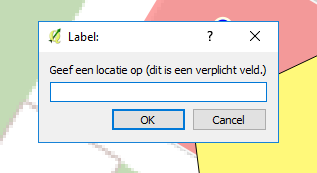 Label:
Geef een locatie op (dit is een verplicht veld.)
OK Cancel